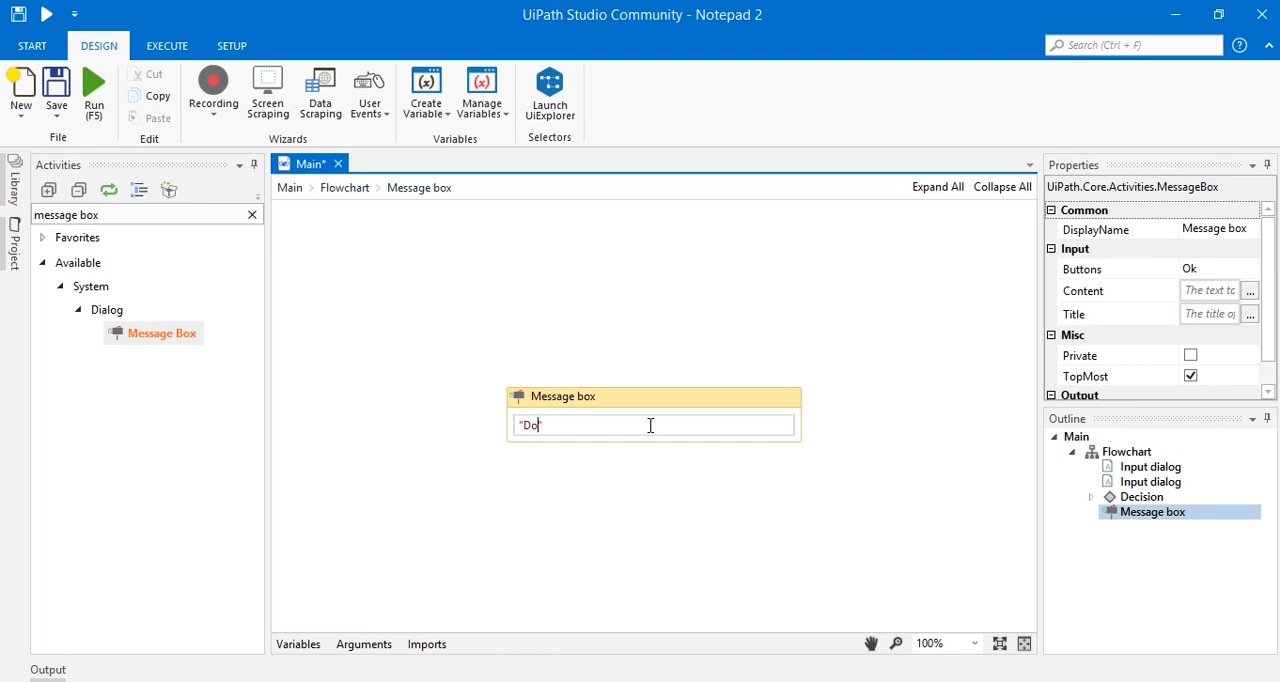 UiPath Studio Community - Notepad 2
START DESIGN EXECUTE SETUP
Search (Ctrl + F)
New Save Run (F5)
File
Cut
Copy
Paste
Edit
Recording Screen Scraping Data Scraping User Events
Wizards
Create Variable Manage Variables
Variables
Launch UiExplorer
Selectors
Library
Project
Activities
message box
Favorites
Available
System
Dialog
Message Box
Main*
Main > Flowchart > Message box
Expand All Collapse All
Message box
"Do"
Variables Arguments Imports
100%
Properties
UiPath.Core.Activities.MessageBox
Common
DisplayName Message box
Input
Buttons Ok
Content The text to ...
Title The title of ...
Misc
Private
TopMost
Output
Outline
Main
Flowchart
Input dialog
Input dialog
Decision
Message box
Output